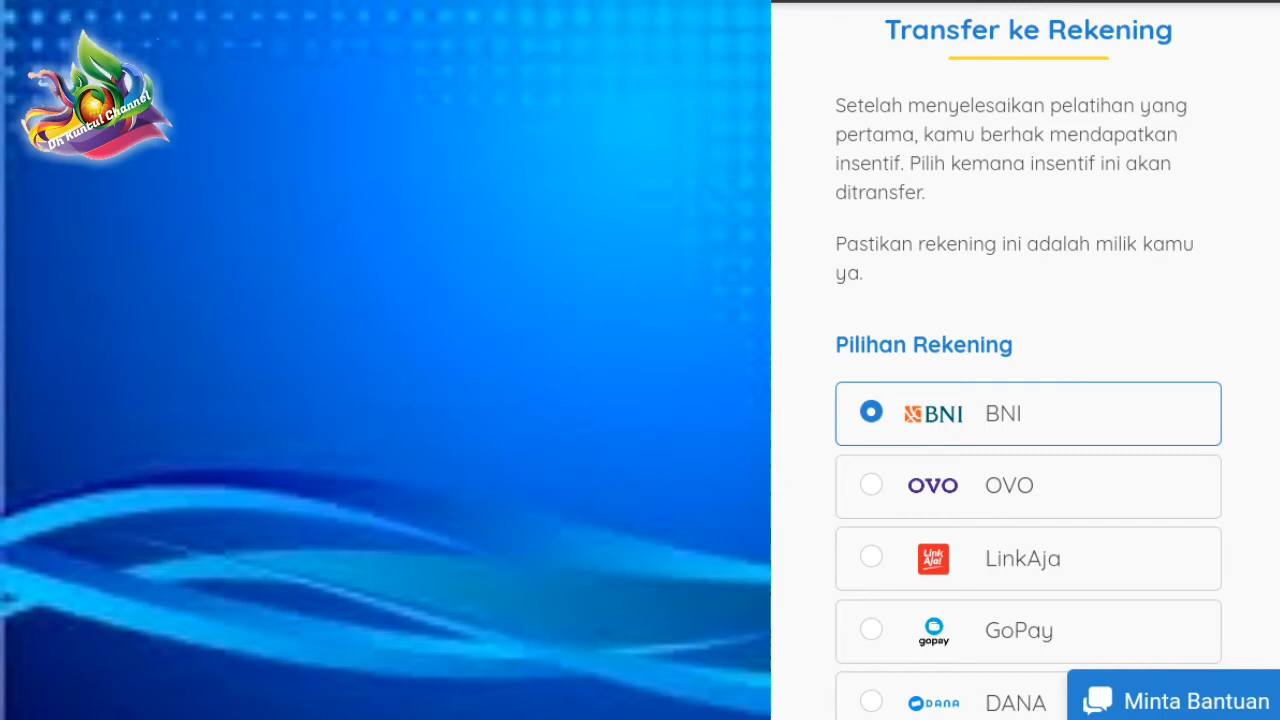 Dh Kuntul Channel
Transfer ke Rekening
Setelah menyelesaikan pelatihan yang
pertama, kamu berhak mendapatkan
insentif. Pilih kemana insentif ini akan
ditransfer.
Pastikan rekening ini adalah milik kamu
ya.
Pilihan Rekening
BNI BNI
OVO OVO
Link Aja! LinkAja
gopay GoPay
DANA DANA
Minta Bantuan